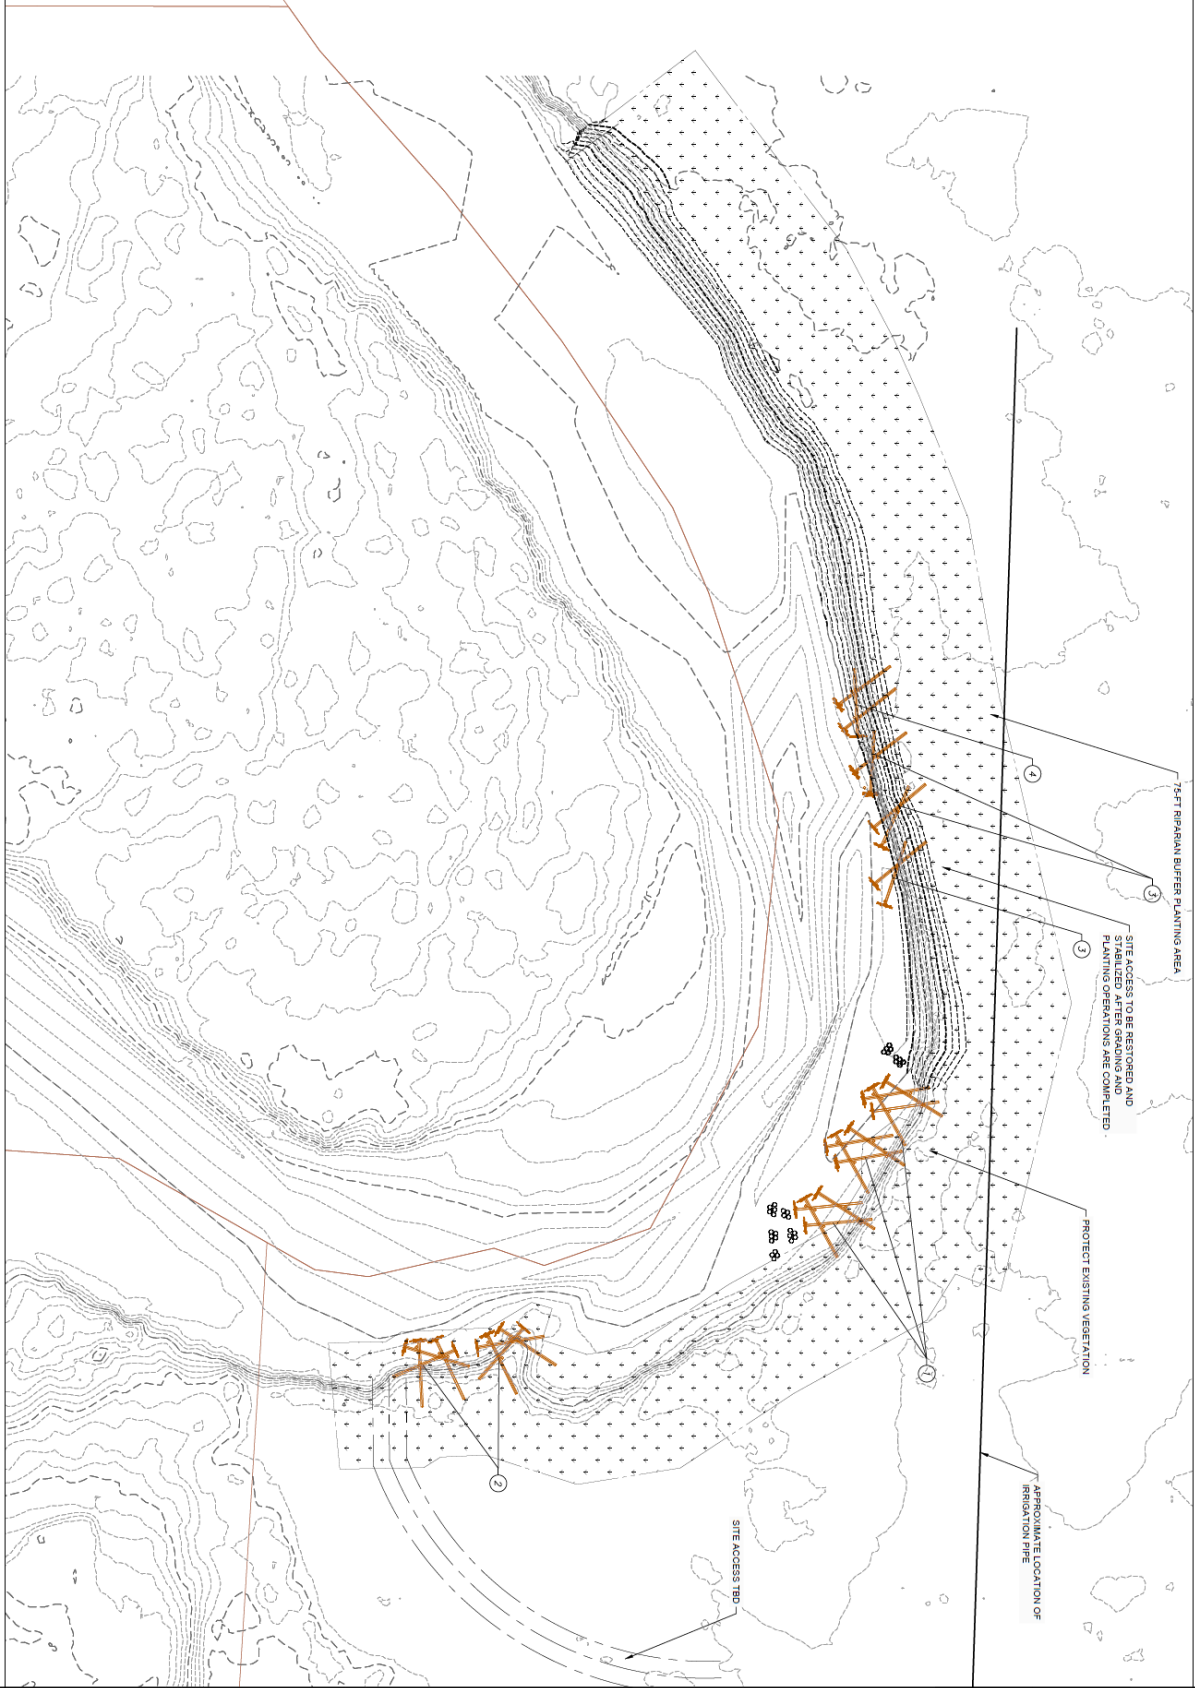 75-FT RIPARIAN BUFFER PLANTING AREA
4
3
3
SITE ACCESS TO BE RESTORED AND
STABILIZED AFTER GRADING AND
PLANTING OPERATIONS ARE COMPLETED.
PROTECT EXISTING VEGETATION
1
APPROXIMATE LOCATION OF
IRRIGATION PIPE
2
SITE ACCESS TBD